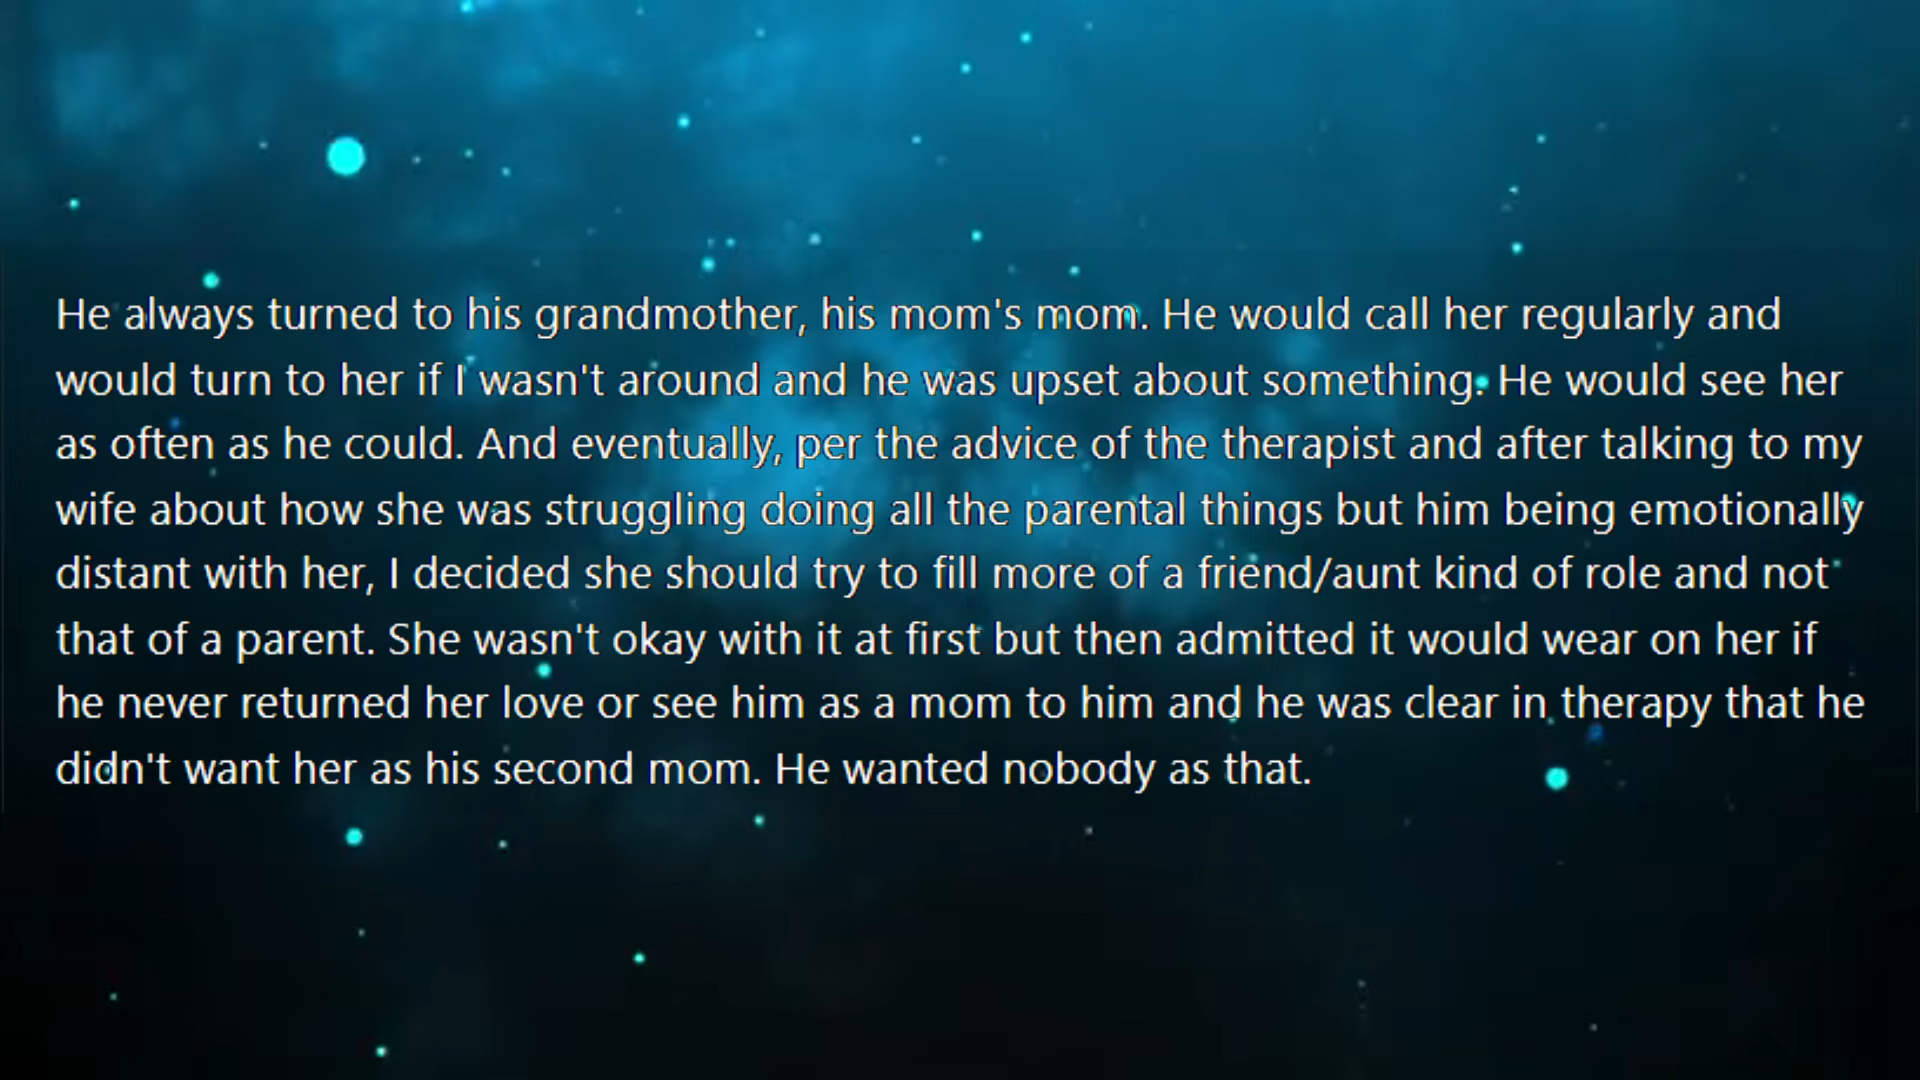 He always turned to his grandmother, his mom's mom. He would call her regularly and
would turn to her if I wasn't around and he was upset about something. He would see her
as often as he could. And eventually, per the advice of the therapist and after talking to my
wife about how she was struggling doing all the parental things but him being emotionally
distant with her, I decided she should try to fill more of a friend/aunt kind of role and not
that of a parent. She wasn't okay with it at first but then admitted it would wear on her if
he never returned her love or see him as a mom to him and he was clear in therapy that he
didn't want her as his second mom. He wanted nobody as that.